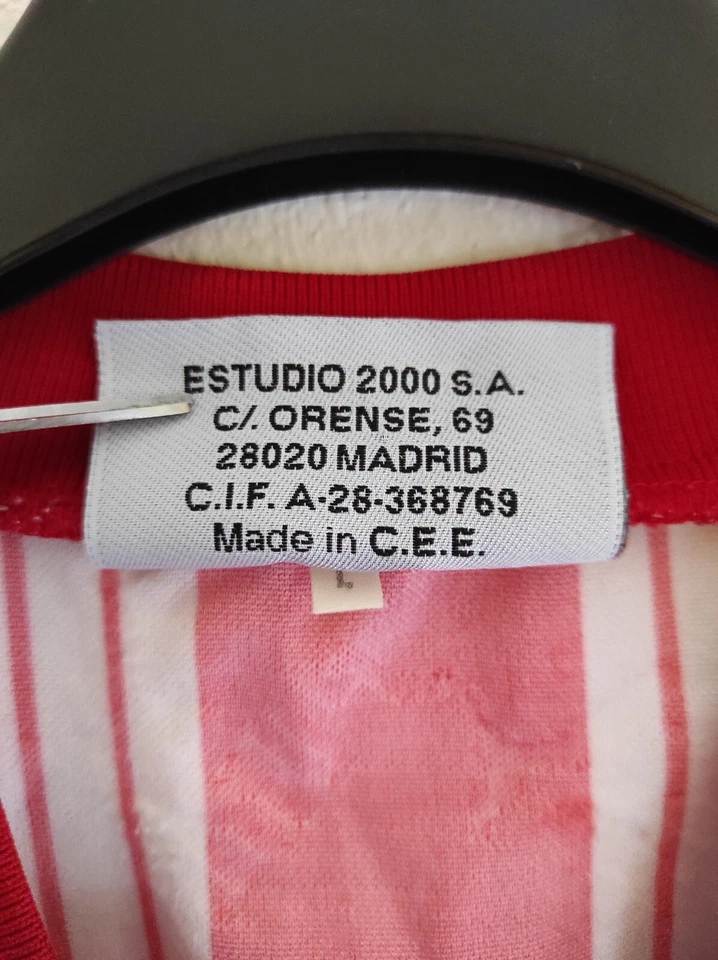 ESTUDIO 2000 S.A.
C/. ORENSE, 69
28020 MADRID
C.I.F. A-28-368769
Made in C.E.E.